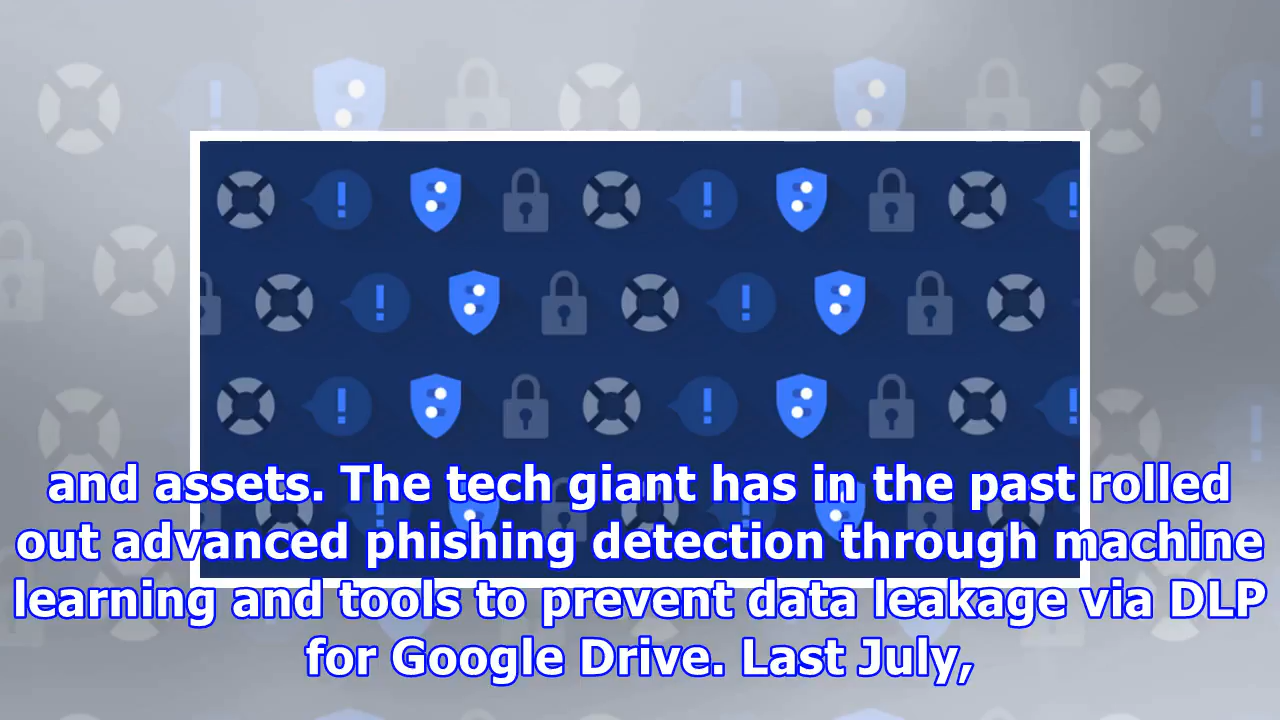 and assets. The tech giant has in the past rolled
out advanced phishing detection through machine
learning and tools to prevent data leakage via DLP
for Google Drive. Last July,